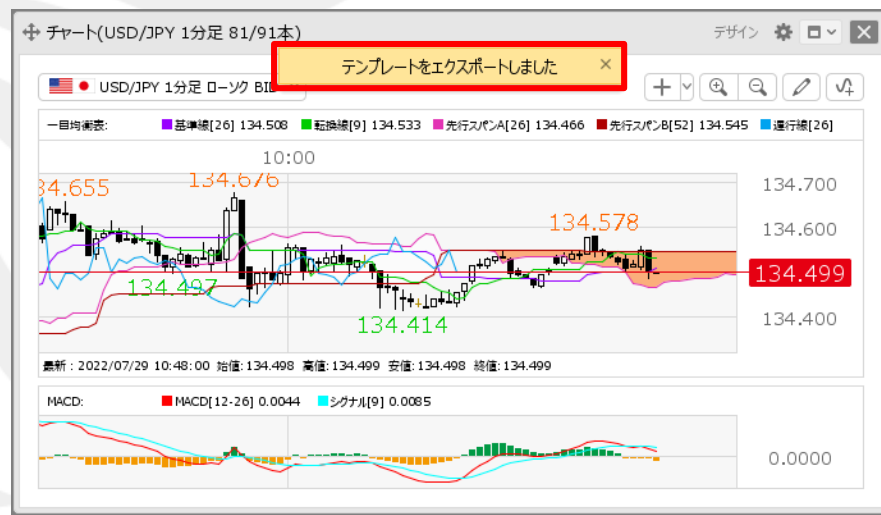 チャート(USD/JPY 1分足 81/91本)
デザイン
テンプレートをエクスポートしました ×
USD/JPY 1分足 ローソク BID
一目均衡表: 基準線[26] 134.508 転換線[9] 134.533 先行スパンA[26] 134.466 先行スパンB[52] 134.545 遅行線[26]
10:00
34.655
134.676
134.578
134.497
134.414
134.700
134.600
134.499
134.400
最新 : 2022/07/29 10:48:00 始値:134.498 高値:134.499 安値:134.498 終値:134.499
MACD: MACD[12-26] 0.0044 シグナル[9] 0.0085
0.0000